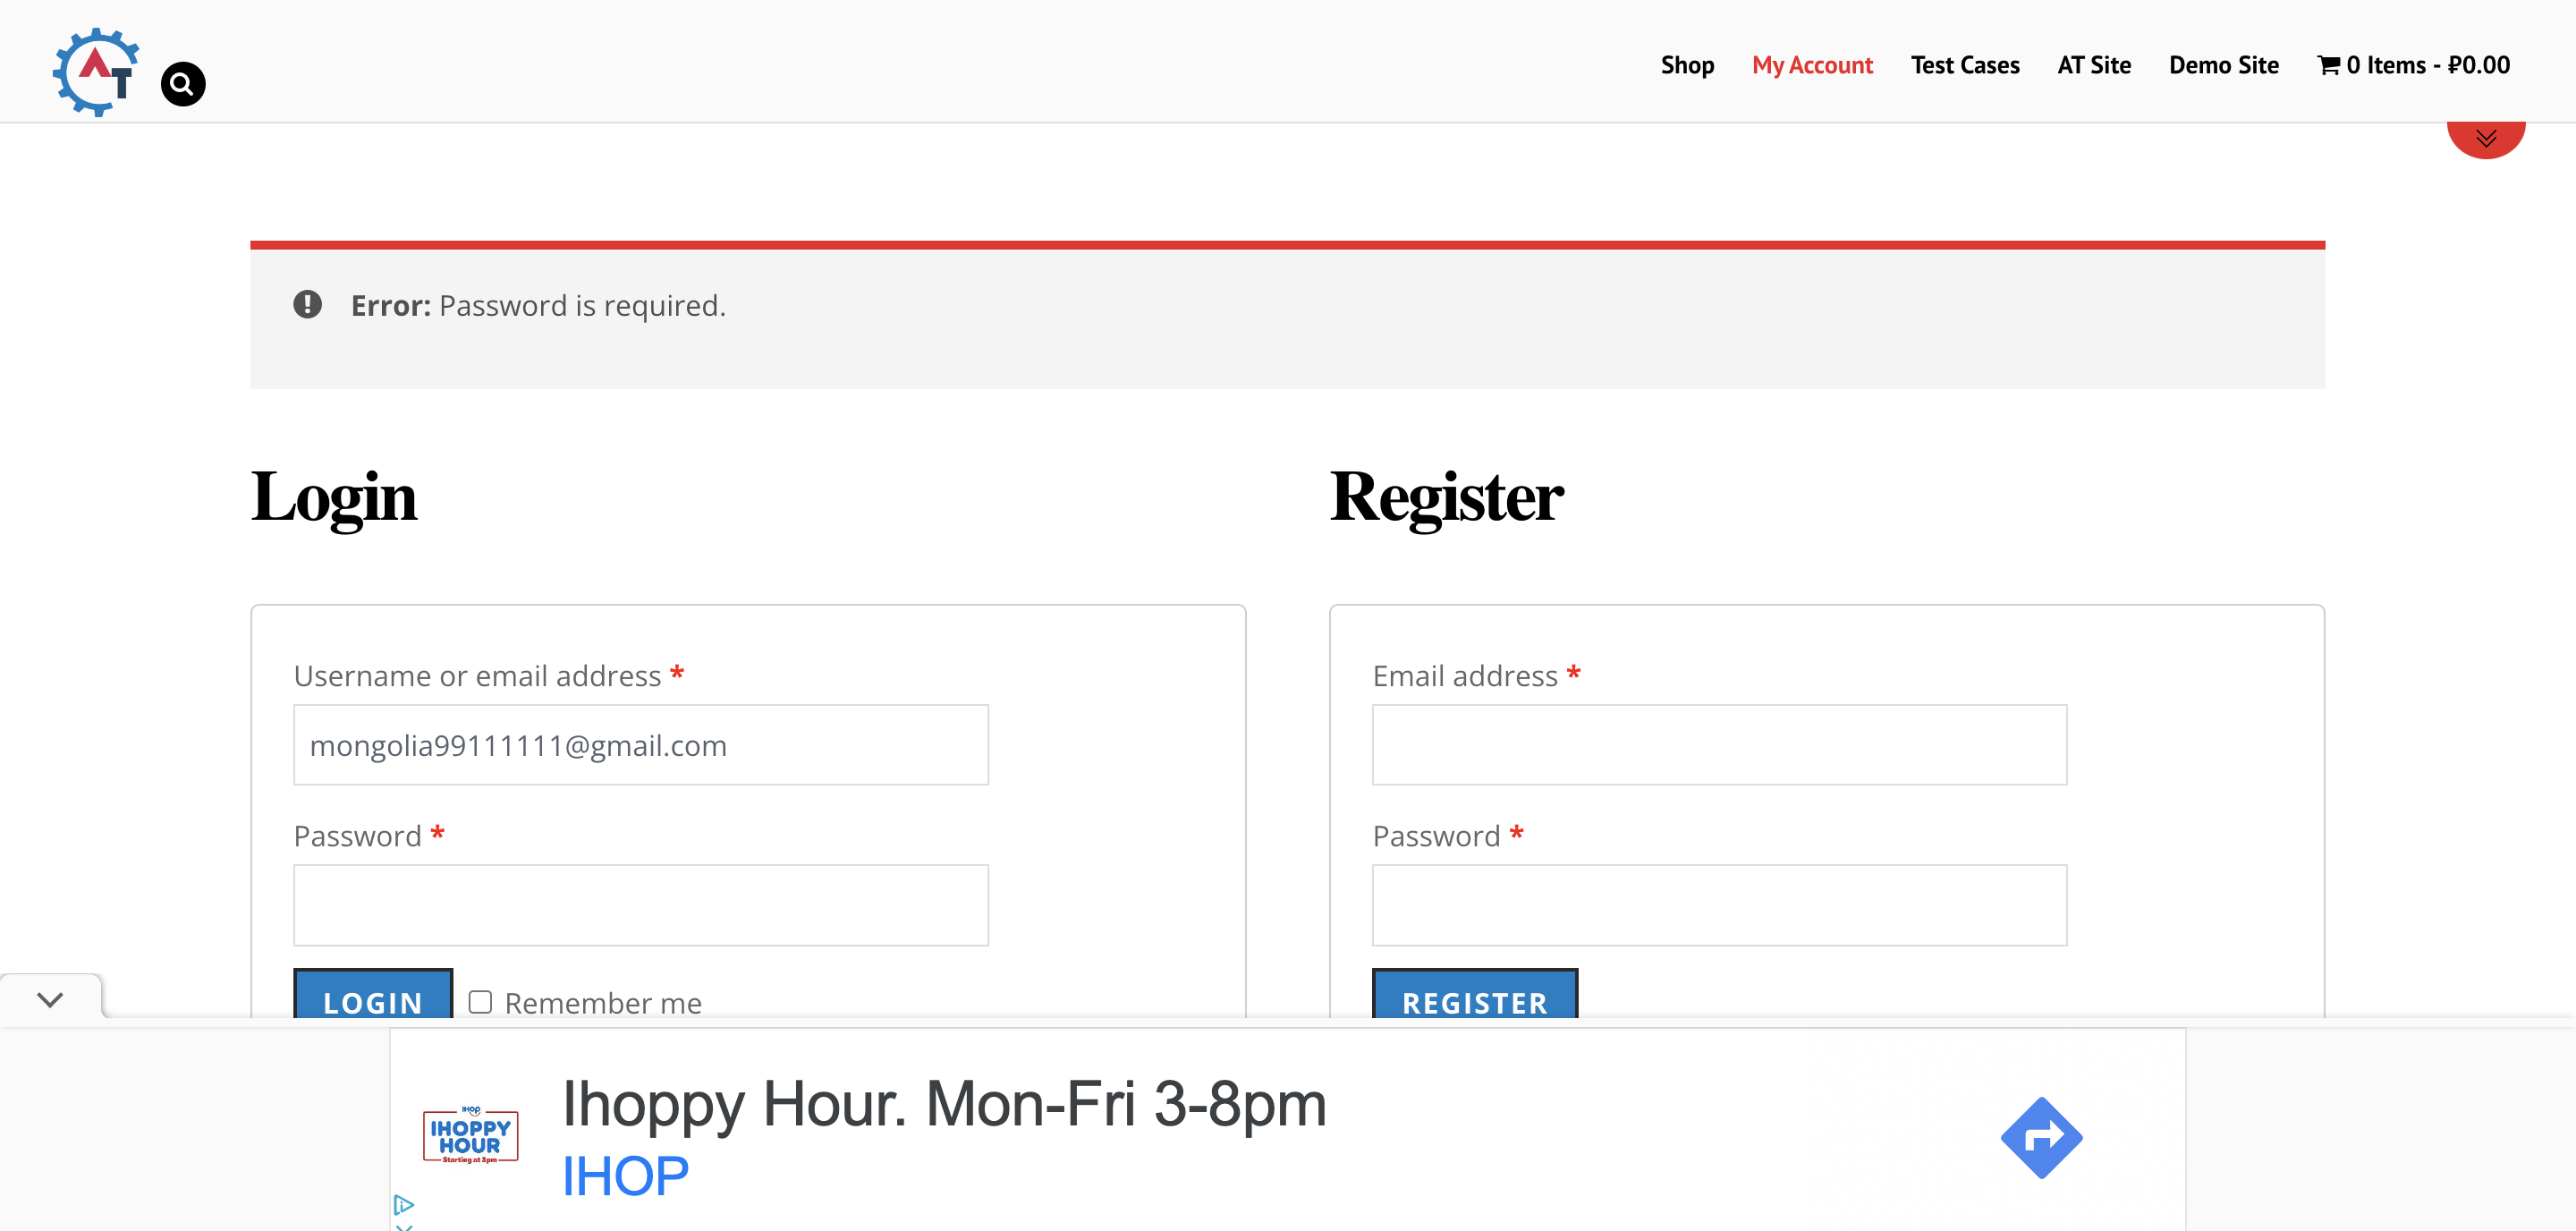 AT
Shop My Account Test Cases AT Site Demo Site 0 Items - ₽0.00
Error: Password is required.
Login
Register
Username or email address *
mongolia99111111@gmail.com
Password *
LOGIN Remember me
Email address *
Password *
REGISTER
IHOP
IHOPPY
HOUR
Starting at 3pm
Ihoppy Hour. Mon-Fri 3-8pm
IHOP